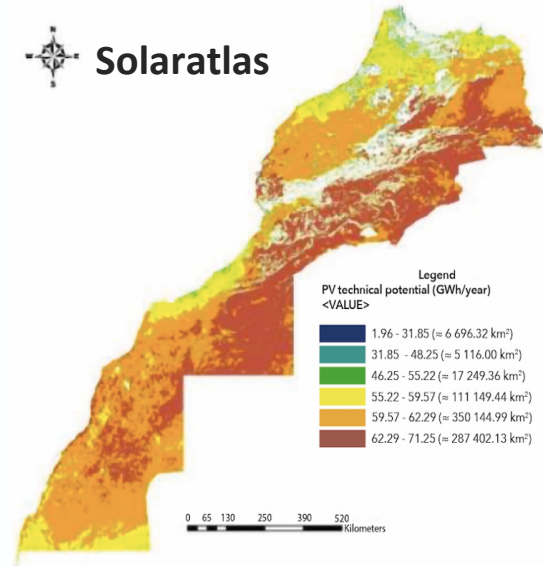 N
W E
S
Solaratlas
Legend
PV technical potential (GWh/year)
<VALUE>
1.96 - 31.85 (≈ 6 696.32 km²)
31.85 - 48.25 (≈ 5 116.00 km²)
46.25 - 55.22 (≈ 17 249.36 km²)
55.22 - 59.57 (≈ 111 149.44 km²)
59.57 - 62.29 (≈ 350 144.99 km²)
62.29 - 71.25 (≈ 287 402.13 km²)
0 65 130 250 390 520
Kilometers